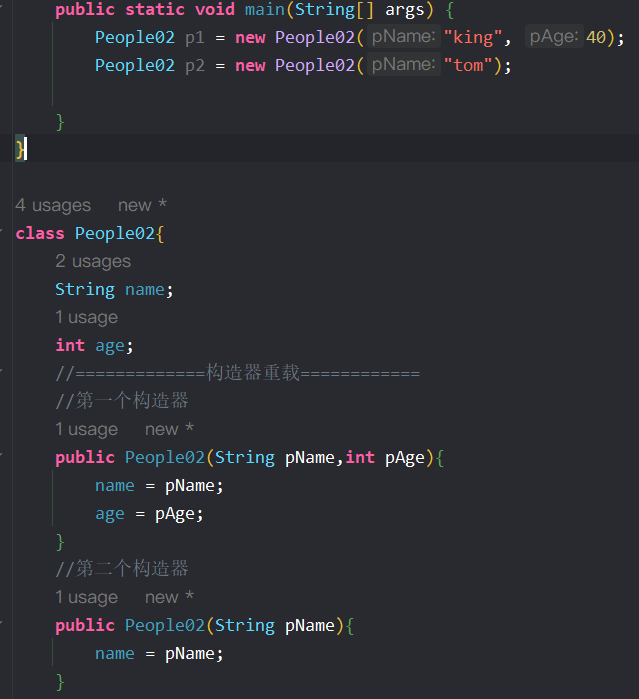 public static void main(String[] args) {
People02 p1 = new People02( pName: "king", pAge: 40);
People02 p2 = new People02( pName: "tom");
}
}
4 usages new *
class People02{
2 usages
String name;
1 usage
int age;
//=============构造器重载============
//第一个构造器
1 usage new *
public People02(String pName,int pAge){
name = pName;
age = pAge;
}
//第二个构造器
1 usage new *
public People02(String pName){
name = pName;
}